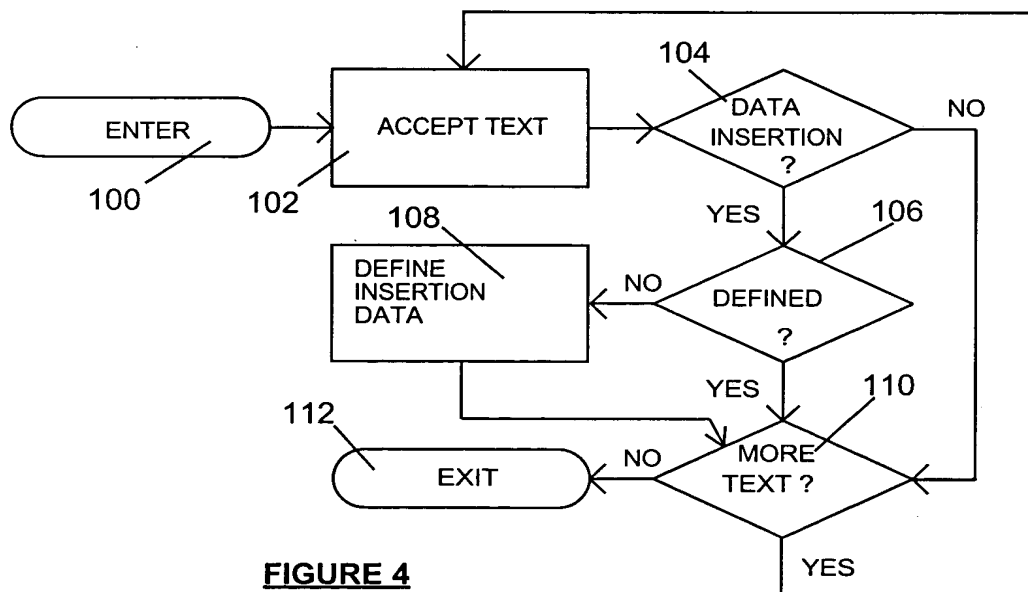 104
DATA
INSERTION
?
NO
ENTER
ACCEPT TEXT
100
102
YES
108
106
DEFINE
INSERTION
DATA
NO
DEFINED
?
YES
110
112
MORE
TEXT ?
NO
EXIT
YES
FIGURE 4